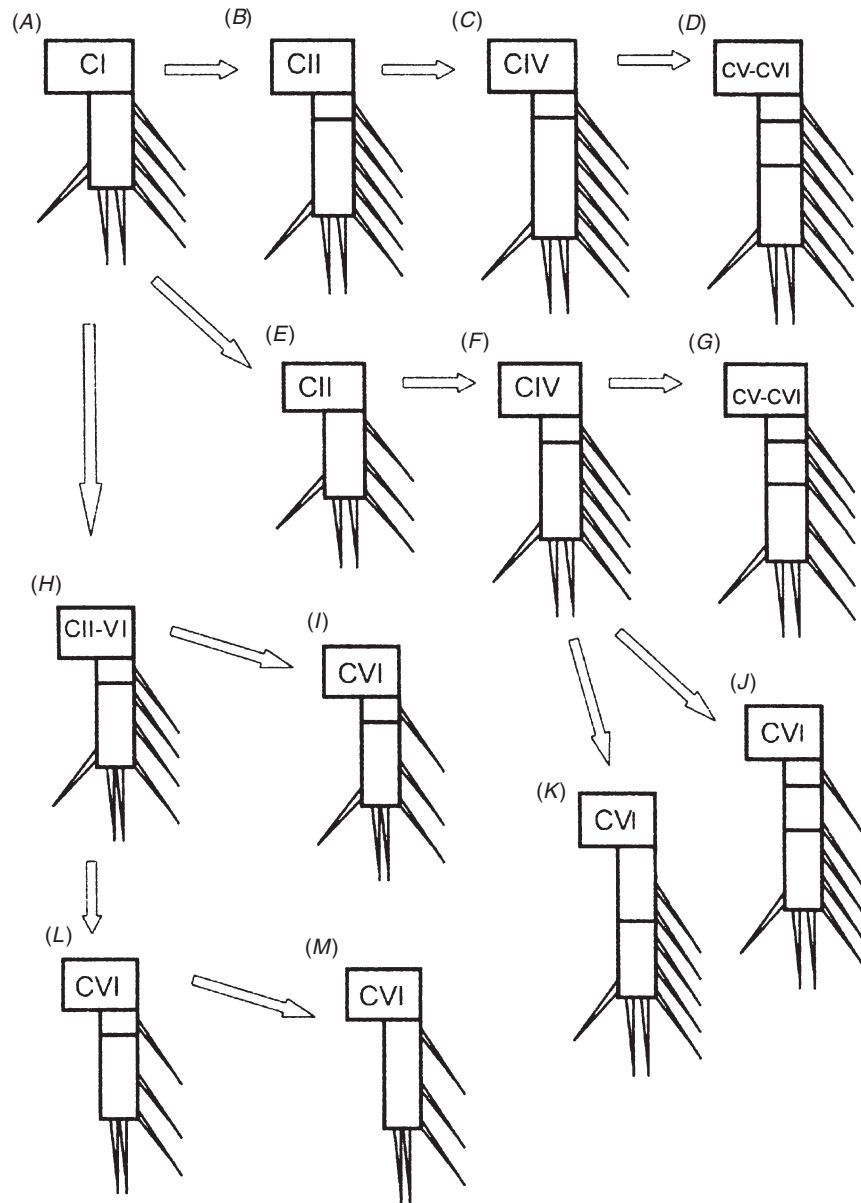 (A)
CI
(B)
CII
(C)
CIV
(D)
CV-CVI
(E)
CII
(F)
CIV
(G)
CV-CVI
(H)
CII-VI
(I)
CVI
(J)
CVI
(K)
CVI
(L)
CVI
(M)
CVI